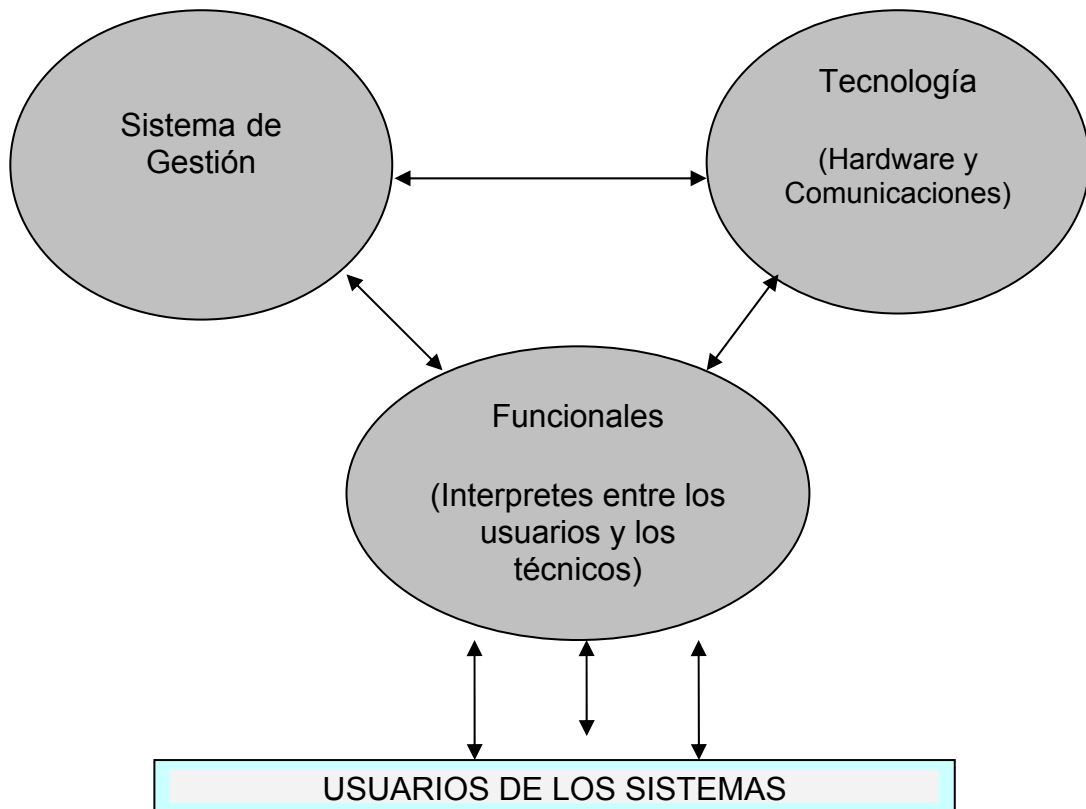 Sistema de
Gestión
Tecnología
(Hardware y
Comunicaciones)
Funcionales
(Interpretes entre los
usuarios y los
técnicos)
USUARIOS DE LOS SISTEMAS